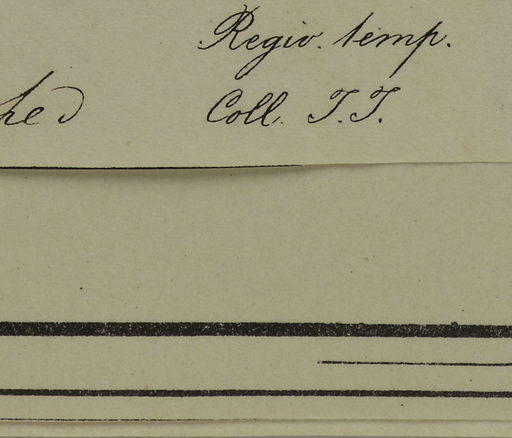 Regio. temp.
hed Coll. T. T.